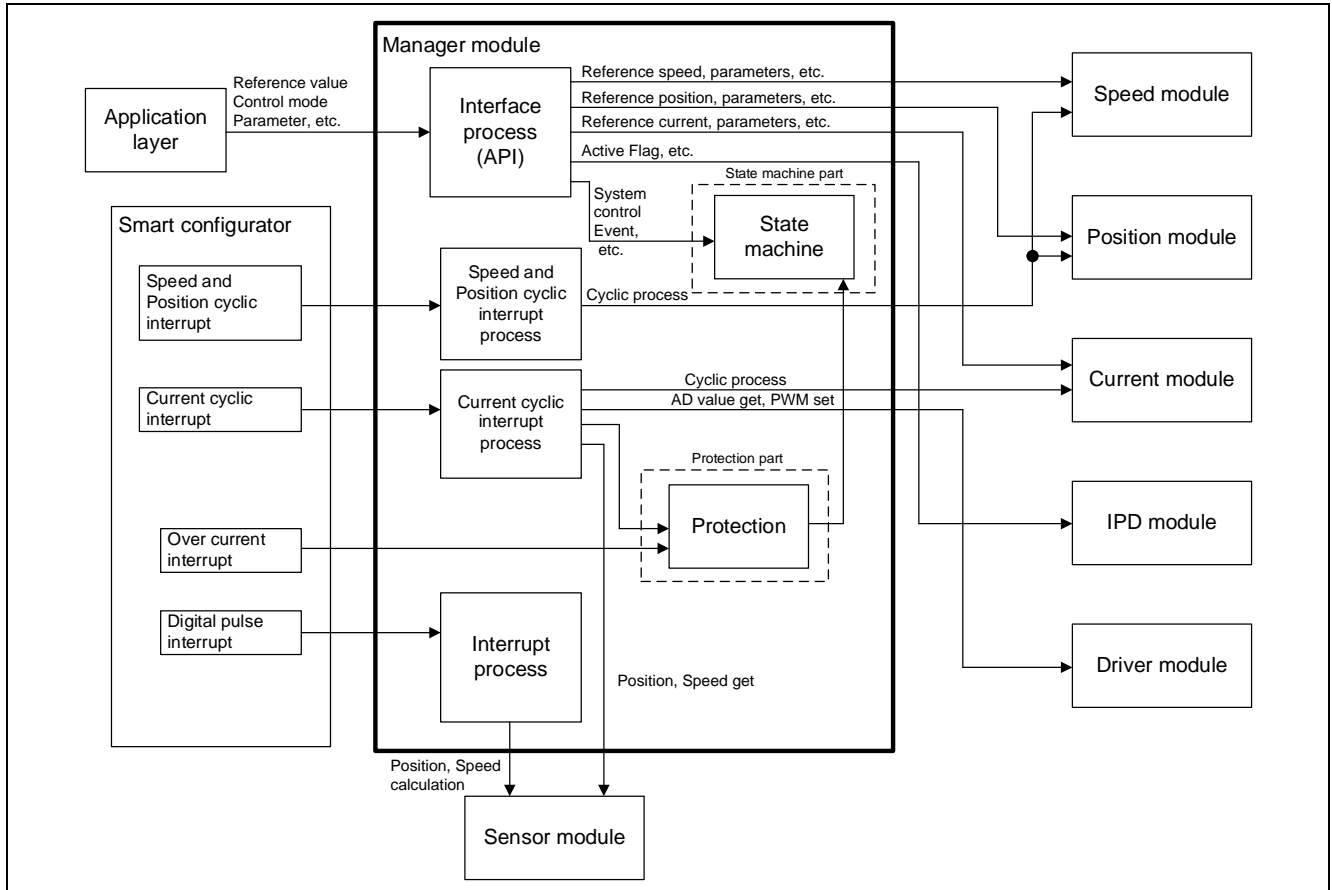 Manager module
Reference value
Control mode
Parameter, etc.
Application
layer
Interface
process
(API)
Reference speed, parameters, etc.
Reference position, parameters, etc.
Reference current, parameters, etc.
Active Flag, etc.
System
control
Event,
etc.
State machine part
State
machine
Speed module
Position module
Smart configurator
Speed and
Position cyclic
interrupt
Speed and
Position cyclic
interrupt
process
Cyclic process
Current cyclic
interrupt
Current cyclic
interrupt
process
Cyclic process
AD value get, PWM set
Current module
Protection part
Protection
Over current
interrupt
IPD module
Digital pulse
interrupt
Interrupt
process
Position, Speed get
Driver module
Position, Speed
calculation
Sensor module